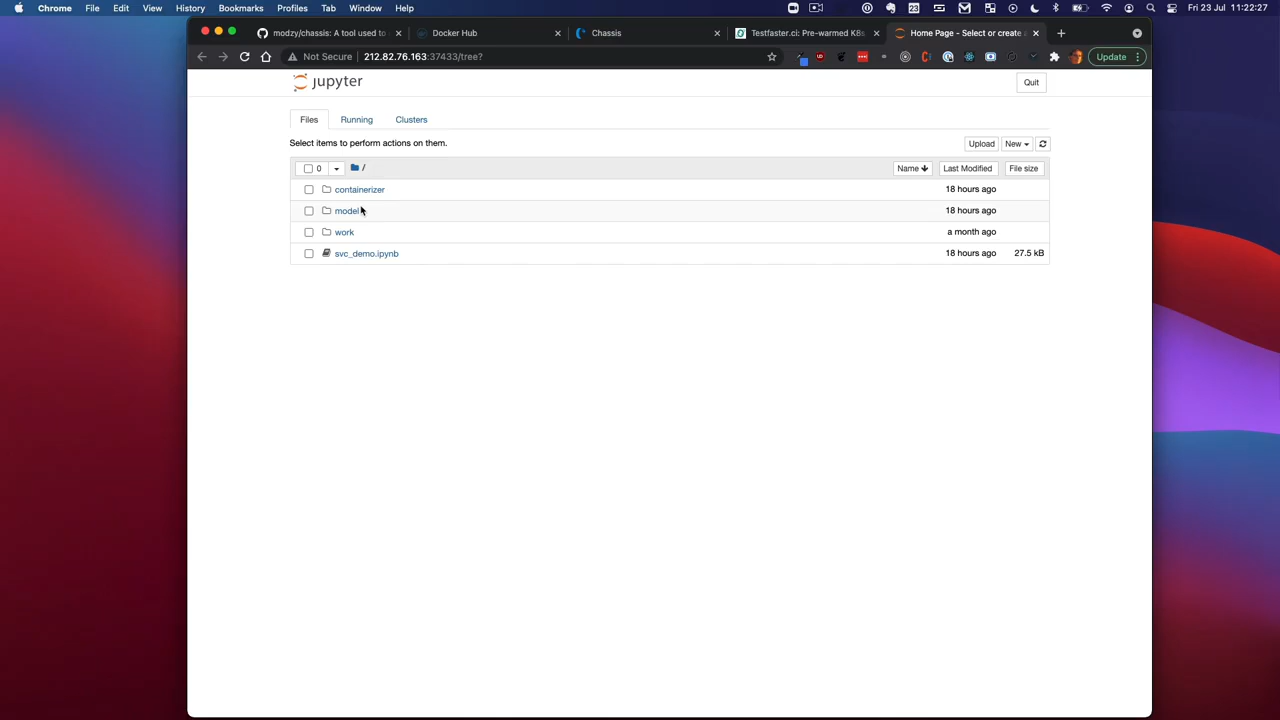 Chrome File Edit View History Bookmarks Profiles Tab Window Help 23 Fri 23 Jul 11:22:27
modzy/chassis: A tool used to Docker Hub Chassis Testfaster.ci: Pre-warmed K8s Home Page - Select or create a
Not Secure 212.82.76.163:37433/tree? Update
jupyter Quit
Files Running Clusters
Select items to perform actions on them. Upload New
0 / Name Last Modified File size
containerizer 18 hours ago
model 18 hours ago
work a month ago
svc_demo.ipynb 18 hours ago 27.5 kB